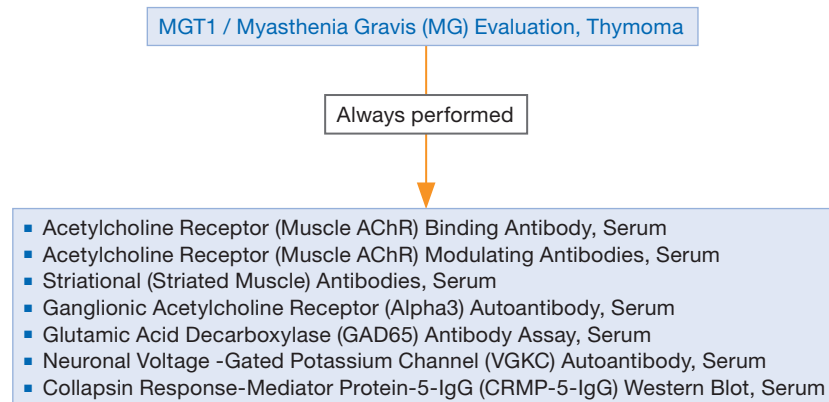 MGT1 / Myasthenia Gravis (MG) Evaluation, Thymoma
Always performed
▪ Acetylcholine Receptor (Muscle AChR) Binding Antibody, Serum
▪ Acetylcholine Receptor (Muscle AChR) Modulating Antibodies, Serum
▪ Striational (Striated Muscle) Antibodies, Serum
▪ Ganglionic Acetylcholine Receptor (Alpha3) Autoantibody, Serum
▪ Glutamic Acid Decarboxylase (GAD65) Antibody Assay, Serum
▪ Neuronal Voltage -Gated Potassium Channel (VGKC) Autoantibody, Serum
▪ Collapsin Response-Mediator Protein-5-IgG (CRMP-5-IgG) Western Blot, Serum